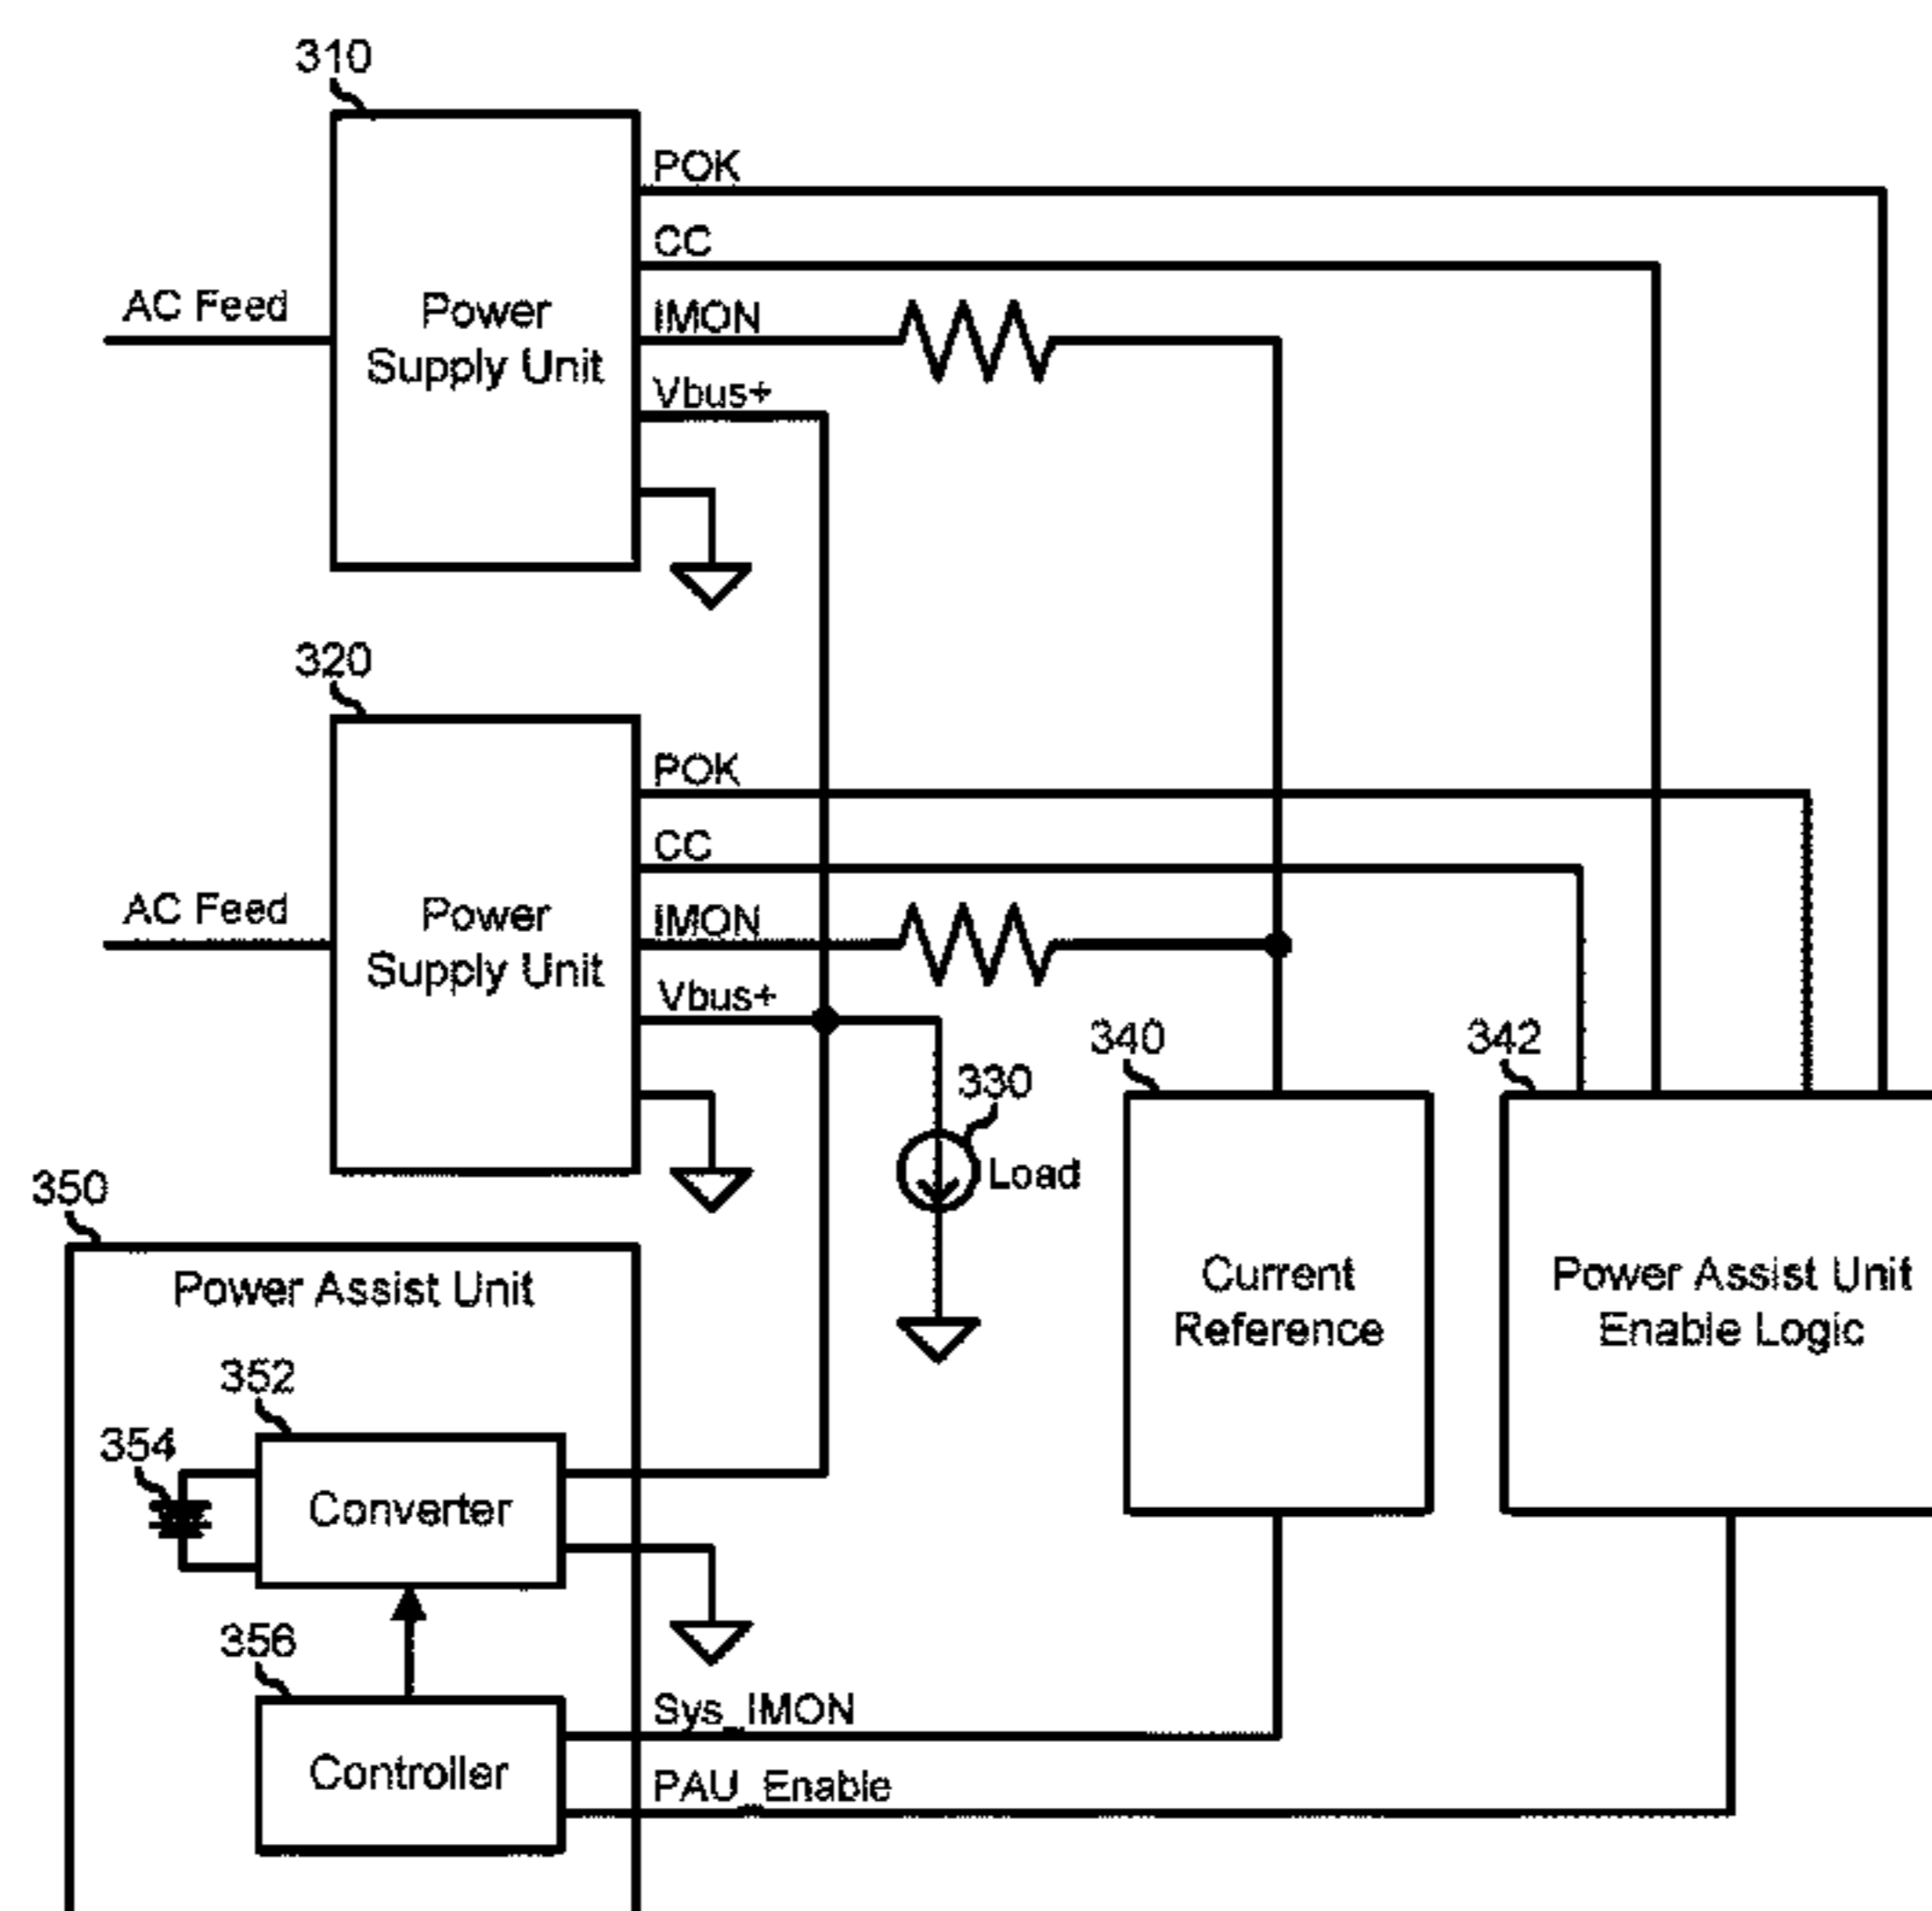 310
POK
CC
AC Feed
Power
Supply Unit
IMON
Vbus+
320
POK
CC
AC Feed
Power
Supply Unit
IMON
Vbus+
340
342
330
Load
350
Power Assist Unit
Current
Reference
Power Assist Unit
Enable Logic
352
354
Converter
356
Controller
Sys_IMON
PAU_Enable